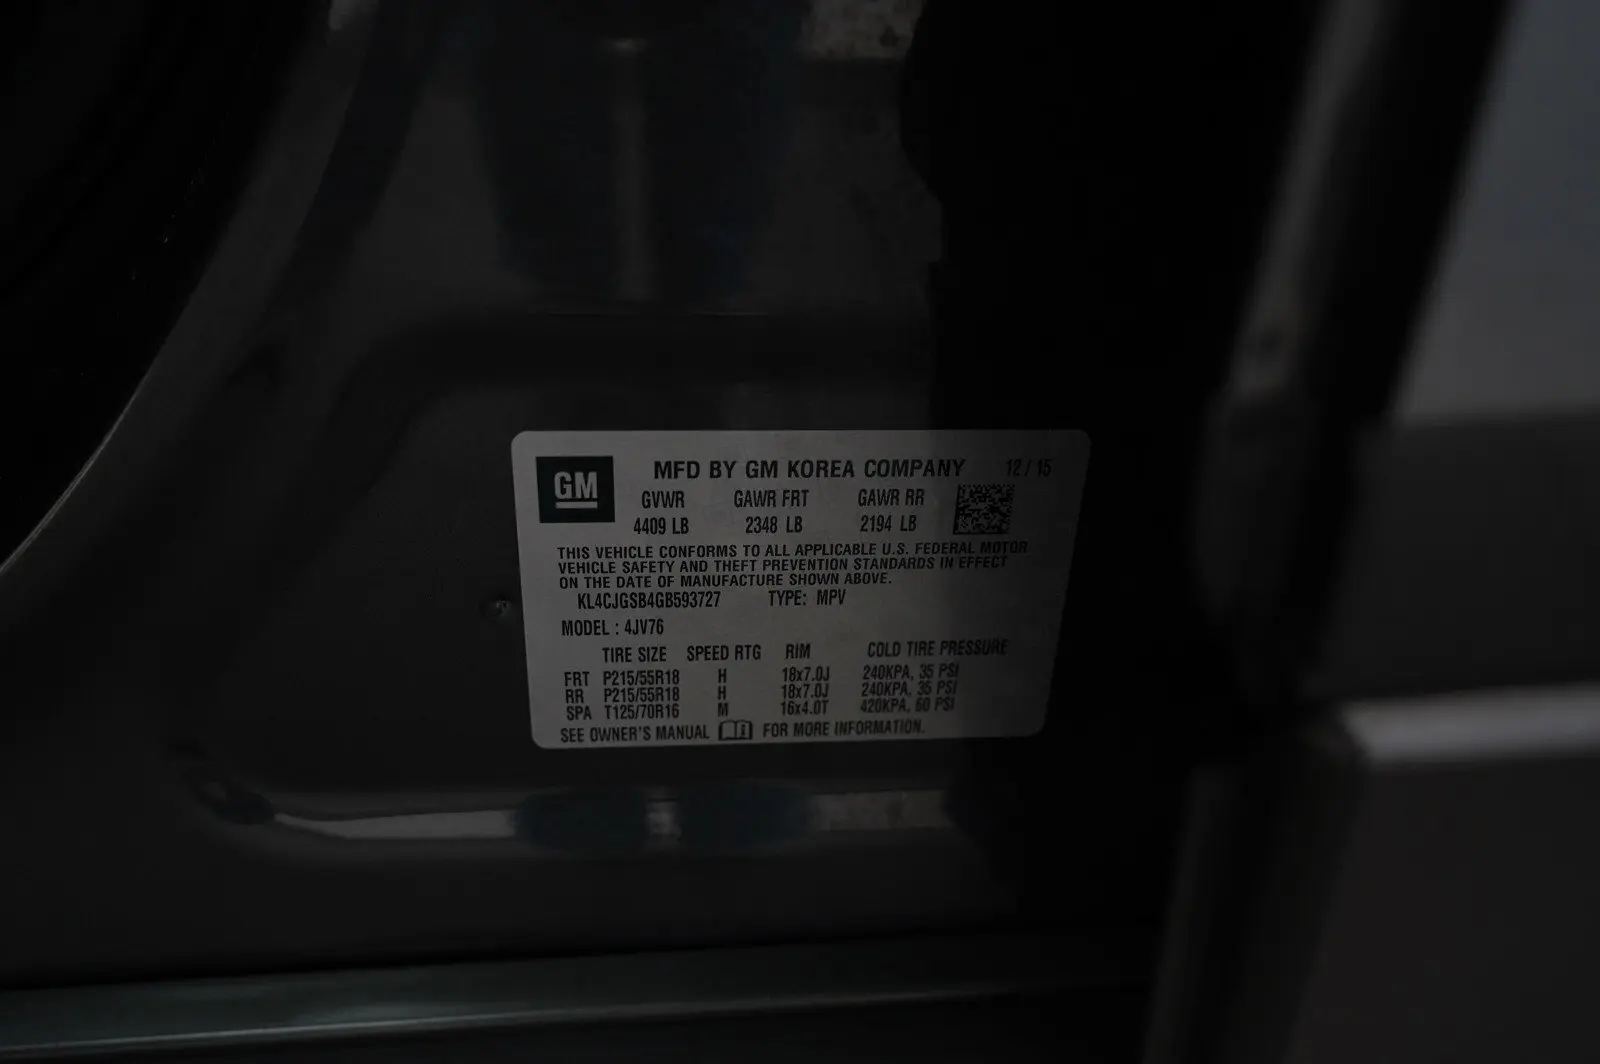 GM
MFD BY GM KOREA COMPANY 12/15
GVWR GAWR FRT GAWR RR
4409 LB 2348 LB 2194 LB
THIS VEHICLE CONFORMS TO ALL APPLICABLE U.S. FEDERAL MOTOR
VEHICLE SAFETY AND THEFT PREVENTION STANDARDS IN EFFECT
ON THE DATE OF MANUFACTURE SHOWN ABOVE.
KL4CJGSB4GB593727 TYPE: MPV
MODEL : 4JV76
TIRE SIZE SPEED RTG RIM COLD TIRE PRESSURE
FRT P215/55R18 H 18x7.0J 240KPA, 35 PSI
RR P215/55R18 H 18x7.0J 240KPA, 35 PSI
SPA T125/70R16 M 16x4.0T 420KPA, 60 PSI
SEE OWNER'S MANUAL FOR MORE INFORMATION.